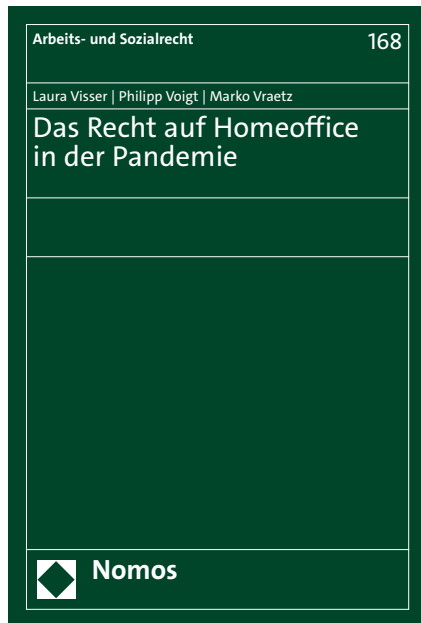 Arbeits- und Sozialrecht 168
Laura Visser | Philipp Voigt | Marko Vraetz
Das Recht auf Homeoffice
in der Pandemie
Nomos